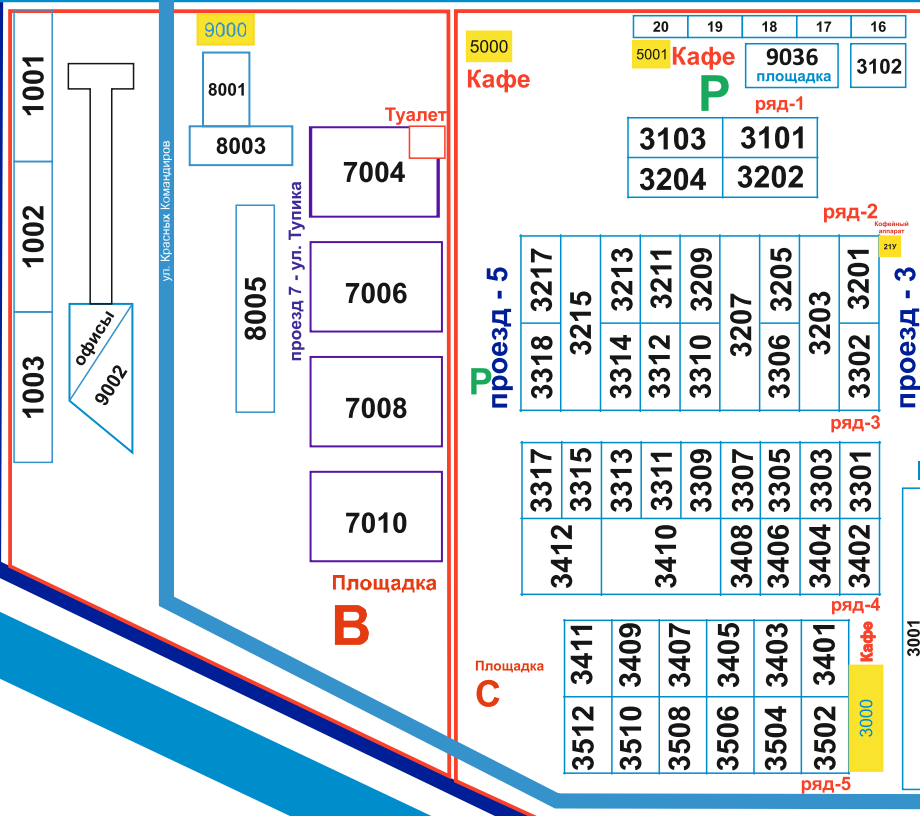 1001
1002
1003
офисы
9002
ул. Красных Командиров
9000
8001
8003
8005
проезд 7 - ул. Тупика
Туалет
7004
7006
7008
7010
Площадка
В
5000
Кафе
20 19 18 17 16
5001 Кафе
P
9036
площадка
3102
ряд-1
3103 3101
3204 3202
ряд-2
Кофейный
аппарат
21У
проезд - 5
P
проезд - 3
3217 3215 3213 3211 3209 3207 3205 3203 3201
3318 3314 3312 3310 3306 3302
ряд-3
3317 3315 3313 3311 3309 3307 3305 3303 3301
3412 3410 3408 3406 3404 3402
ряд-4
Площадка
С
3411 3409 3407 3405 3403 3401
3512 3510 3508 3506 3504 3502
Кафе
3000
3001
ряд-5